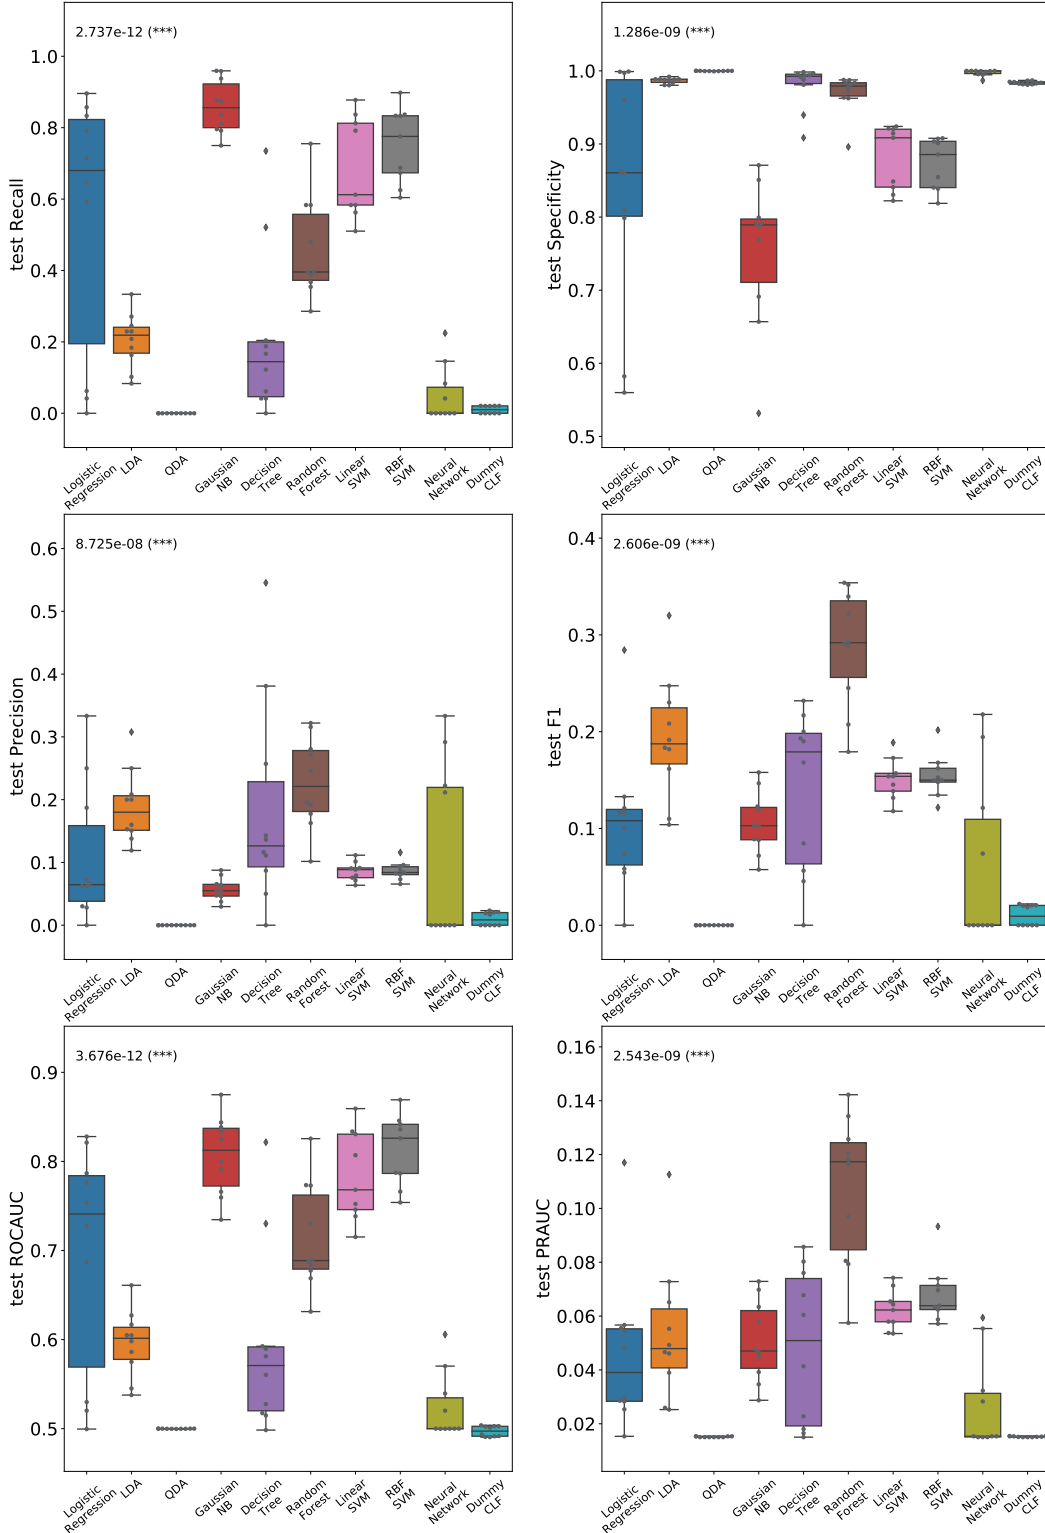 2.737e-12 (***)
test Recall
1.0
0.8
0.6
0.4
0.2
0.0
Logistic
Regression
LDA
QDA
Gaussian
NB
Decision
Tree
Random
Forest
Linear
SVM
RBF
SVM
Neural
Network
Dummy
CLF
1.286e-09 (***)
test Specificity
1.0
0.9
0.8
0.7
0.6
0.5
Logistic
Regression
LDA
QDA
Gaussian
NB
Decision
Tree
Random
Forest
Linear
SVM
RBF
SVM
Neural
Network
Dummy
CLF
8.725e-08 (***)
test Precision
0.6
0.5
0.4
0.3
0.2
0.1
0.0
Logistic
Regression
LDA
QDA
Gaussian
NB
Decision
Tree
Random
Forest
Linear
SVM
RBF
SVM
Neural
Network
Dummy
CLF
2.606e-09 (***)
test F1
0.4
0.3
0.2
0.1
0.0
Logistic
Regression
LDA
QDA
Gaussian
NB
Decision
Tree
Random
Forest
Linear
SVM
RBF
SVM
Neural
Network
Dummy
CLF
3.676e-12 (***)
test ROCAUC
0.9
0.8
0.7
0.6
0.5
Logistic
Regression
LDA
QDA
Gaussian
NB
Decision
Tree
Random
Forest
Linear
SVM
RBF
SVM
Neural
Network
Dummy
CLF
2.543e-09 (***)
test PRAUC
0.16
0.14
0.12
0.10
0.08
0.06
0.04
0.02
Logistic
Regression
LDA
QDA
Gaussian
NB
Decision
Tree
Random
Forest
Linear
SVM
RBF
SVM
Neural
Network
Dummy
CLF